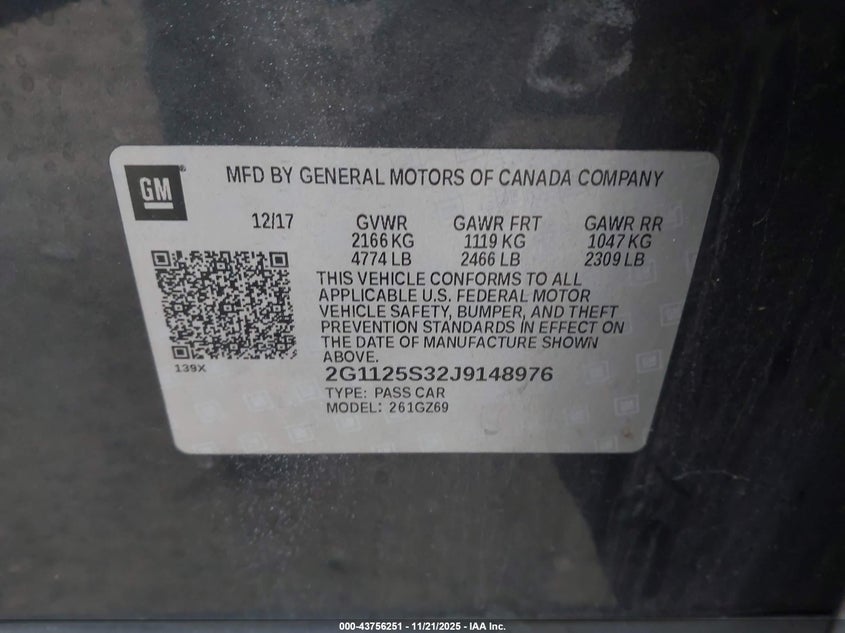 GM
MFD BY GENERAL MOTORS OF CANADA COMPANY
12/17 GVWR GAWR FRT GAWR RR
2166 KG 1119 KG 1047 KG
4774 LB 2466 LB 2309 LB
THIS VEHICLE CONFORMS TO ALL
APPLICABLE U.S. FEDERAL MOTOR
VEHICLE SAFETY, BUMPER, AND THEFT
PREVENTION STANDARDS IN EFFECT ON
THE DATE OF MANUFACTURE SHOWN
ABOVE.
139X
2G1125S32J9148976
TYPE: PASS CAR
MODEL: 261GZ69
000-43756251 - 11/21/2025 - IAA Inc.